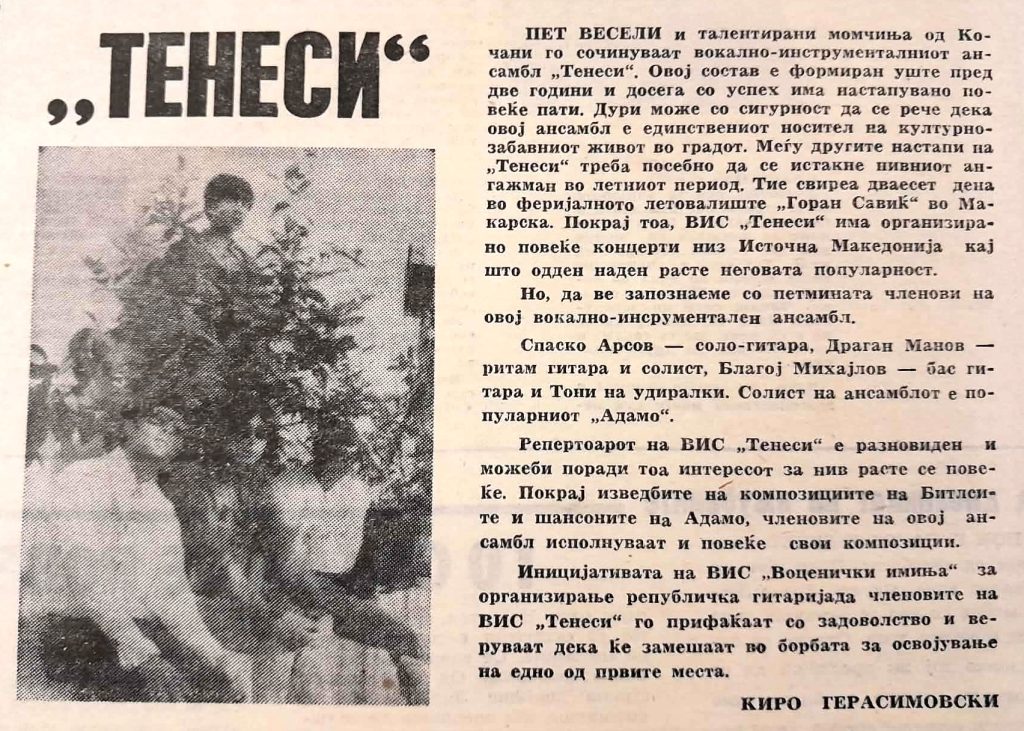 „ТЕНЕСИ“
ПЕТ ВЕСЕЛИ и талентирани момчиња од Ко-
чани го сочинуваат вокално-инструменталниот ан-
самбл „Тенеси“. Овој состав е формиран уште пред
две години и досега со успех има настапувано по-
веќе пати. Дури може со сигурност да се рече дека
овој ансамбл е единствениот носител на културно-
забавниот живот во градот. Меѓу другите настапи на
„Тенеси“ треба посебно да се истакне нивниот ан-
гажман во летниот период. Тие свиреа дваесет дена
во феријалното летовалиште „Горан Савиќ“ во Ма-
карска. Покрај тоа, ВИС „Тенеси“ има организира-
но повеќе концерти низ Источна Македонија кај
што одден наден расте неговата популарност.
Но, да ве запознаеме со петмината членови на
овој вокално-инсрументален ансамбл.
Спаско Арсов — соло-гитара, Драган Манов —
ритам гитара и солист, Благој Михајлов — бас ги-
тара и Тони на удиралки. Солист на ансамблот е по-
пуларниот „Адамо“.
Репертоарот на ВИС „Тенеси“ е разновиден и
можеби поради тоа интересот за нив расте се пове-
ќе. Покрај изведбите на композициите на Битлси-
те и шансоните на Адамо, членовите на овој ан-
самбл исполнуваат и повеќе свои композиции.
Иницијативата на ВИС „Воценички имиња“ за
организирање републичка гитаријада членовите на
ВИС „Тенеси“ го прифаќаат со задоволство и ве-
руваат дека ќе замешаат во борбата за освојување
на едно од првите места.
КИРО ГЕРАСИМОВСКИ